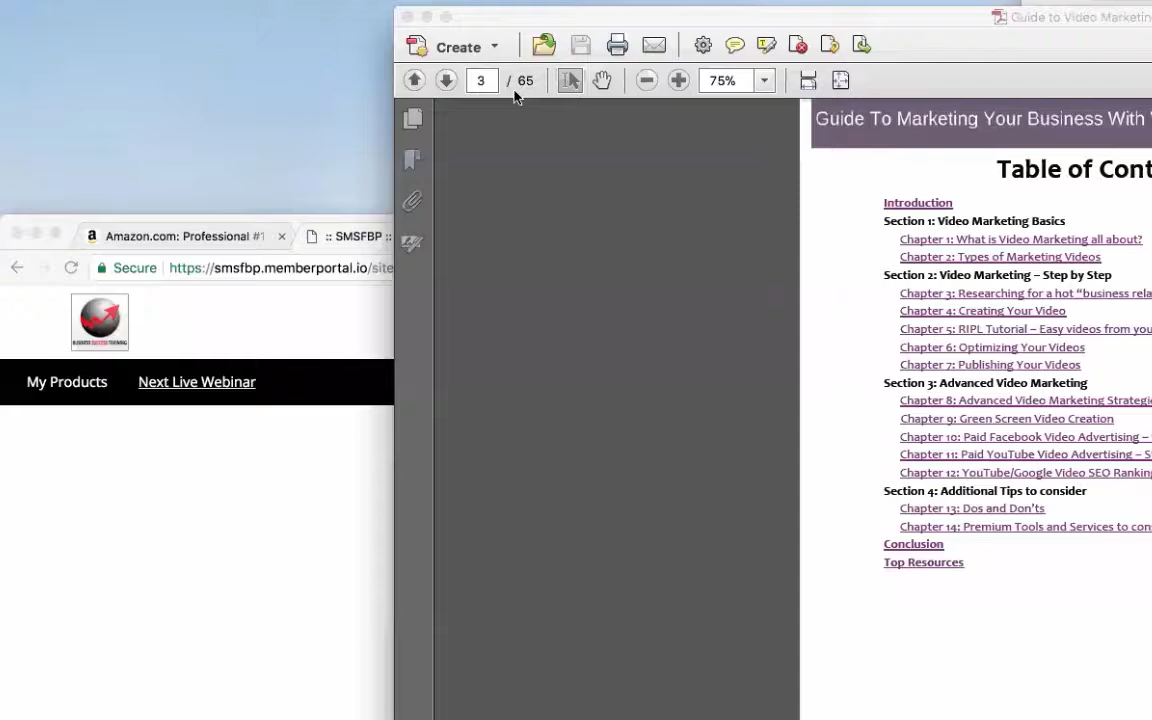 Guide to Video Marketing
Create
3 / 65
75%
Guide To Marketing Your Business With
Table of Cont
Introduction
Section 1: Video Marketing Basics
Chapter 1: What is Video Marketing all about?
Chapter 2: Types of Marketing Videos
Section 2: Video Marketing – Step by Step
Chapter 3: Researching for a hot “business rela
Chapter 4: Creating Your Video
Chapter 5: RIPL Tutorial – Easy videos from you
Chapter 6: Optimizing Your Videos
Chapter 7: Publishing Your Videos
Section 3: Advanced Video Marketing
Chapter 8: Advanced Video Marketing Strategi
Chapter 9: Green Screen Video Creation
Chapter 10: Paid Facebook Video Advertising –
Chapter 11: Paid YouTube Video Advertising – S
Chapter 12: YouTube/Google Video SEO Ranking
Section 4: Additional Tips to consider
Chapter 13: Dos and Don’ts
Chapter 14: Premium Tools and Services to con
Conclusion
Top Resources
a Amazon.com: Professional #1 × :: SMSFBP ::
Secure https://smsfbp.memberportal.io/site
BUSINESS SUCCESS TRAINING
My Products Next Live Webinar